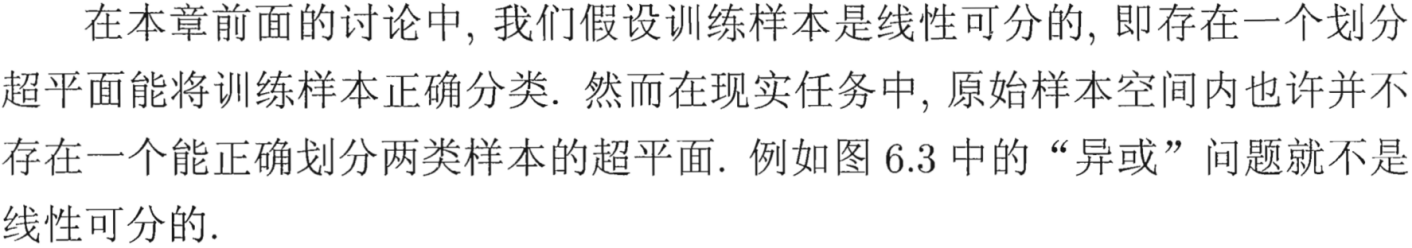 在本章前面的讨论中, 我们假设训练样本是线性可分的, 即存在一个划分
超平面能将训练样本正确分类. 然而在现实任务中, 原始样本空间内也许并不
存在一个能正确划分两类样本的超平面. 例如图 6.3 中的“异或”问题就不是
线性可分的.